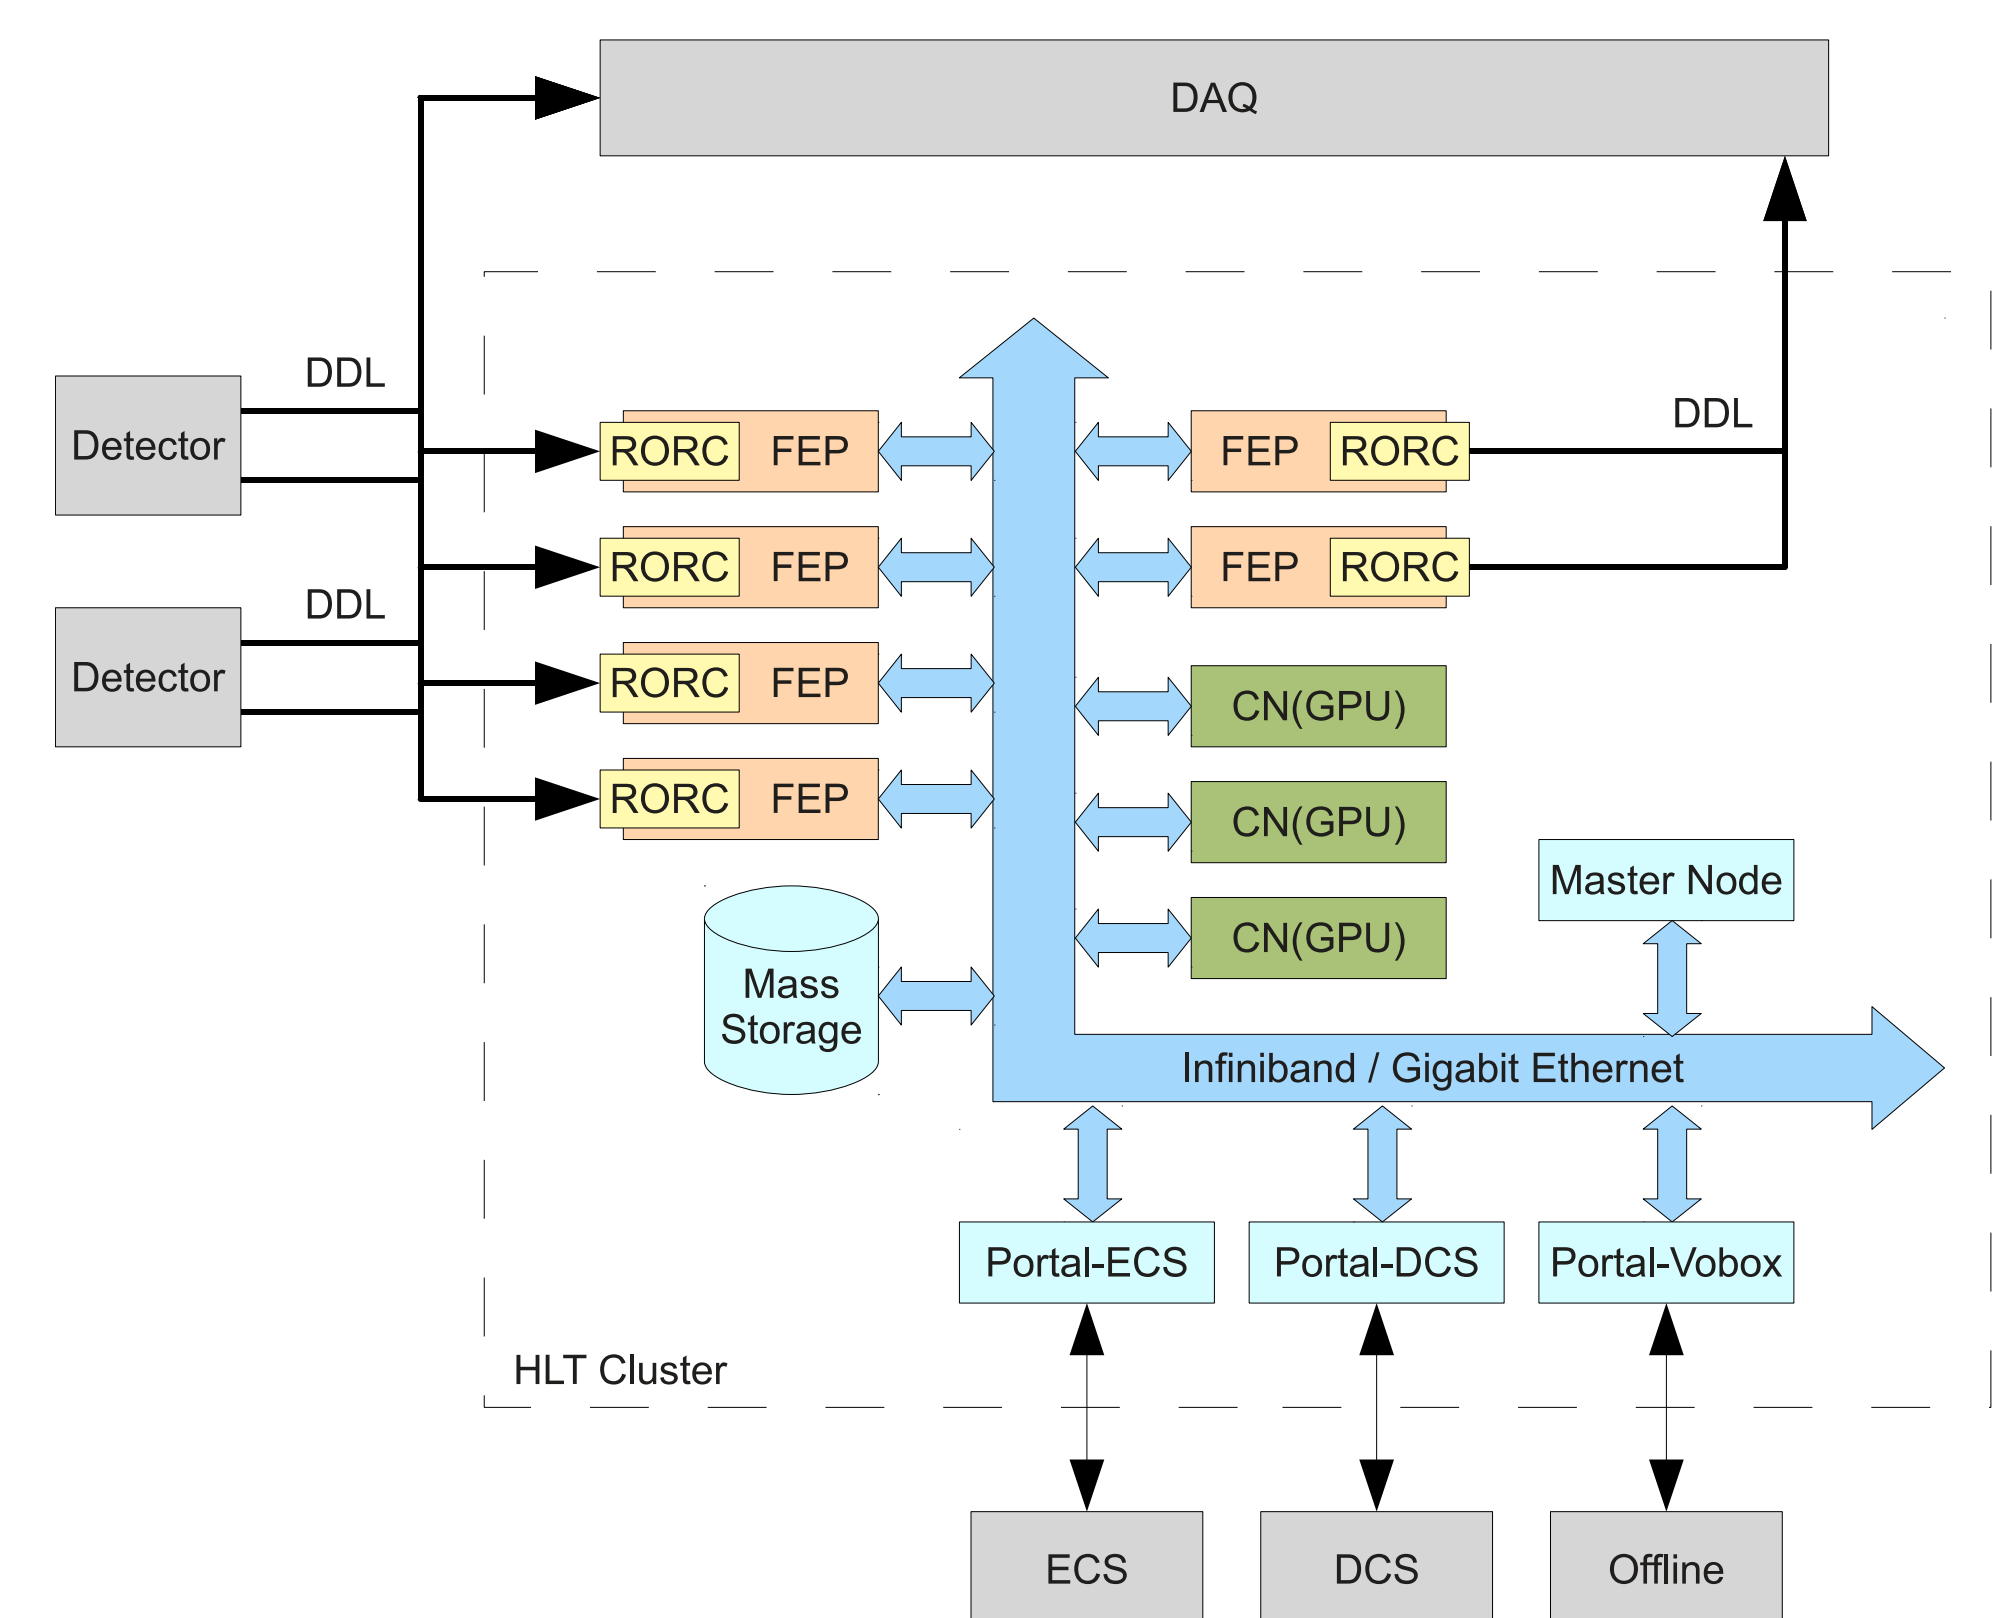 DAQ
DDL
Detector
DDL
Detector
RORC FEP
RORC FEP
RORC FEP
RORC FEP
FEP RORC
DDL
FEP RORC
CN(GPU)
CN(GPU)
CN(GPU)
Master Node
Mass
Storage
Infiniband / Gigabit Ethernet
Portal-ECS
Portal-DCS
Portal-Vobox
HLT Cluster
ECS
DCS
Offline